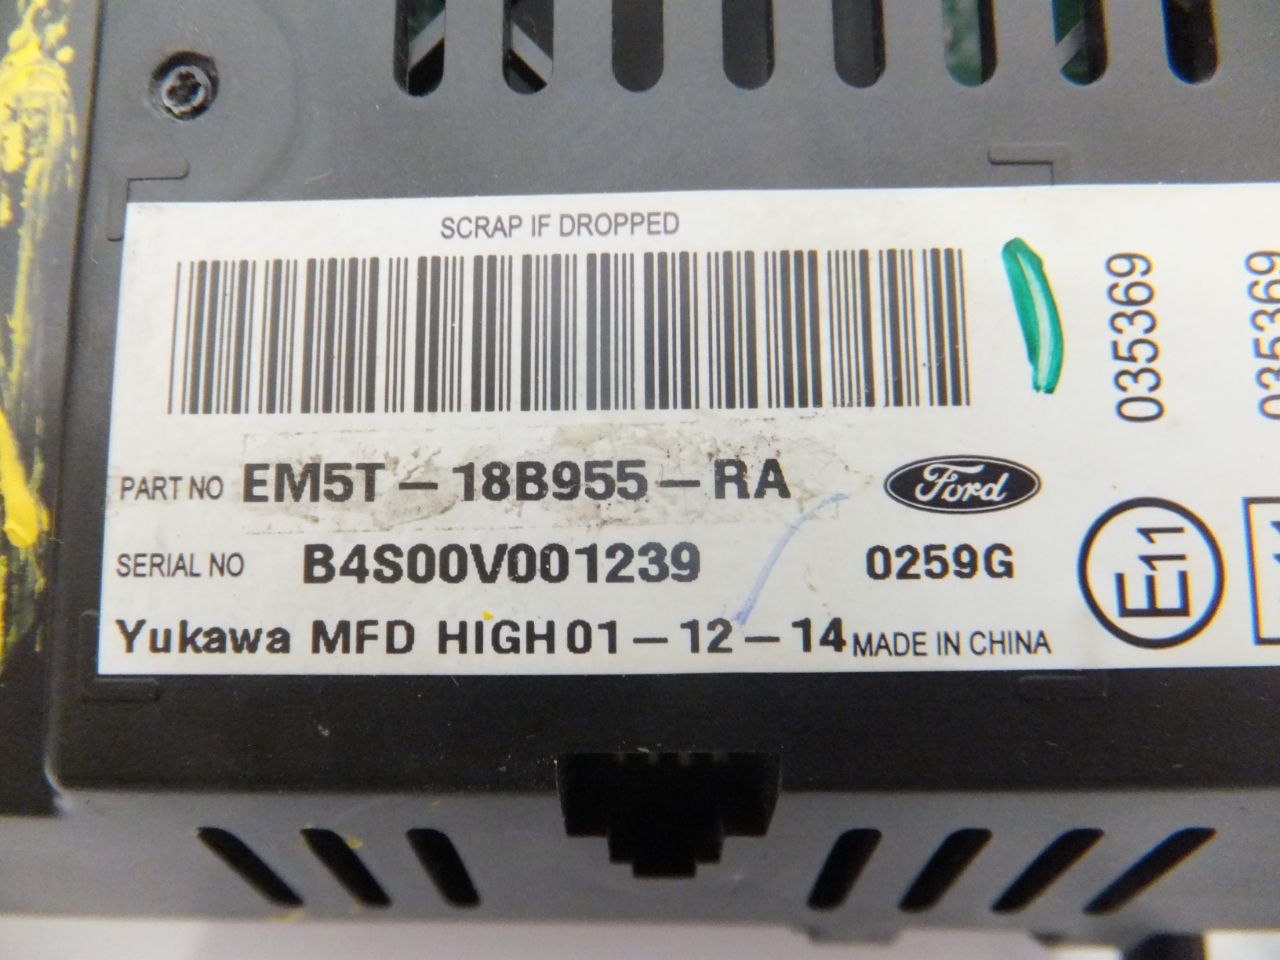 SCRAP IF DROPPED
PART NO EM5T-18B955-RA
Ford
SERIAL NO B4S00V001239 0259G
Yukawa MFD HIGH 01-12-14 MADE IN CHINA
035369
E11
035369